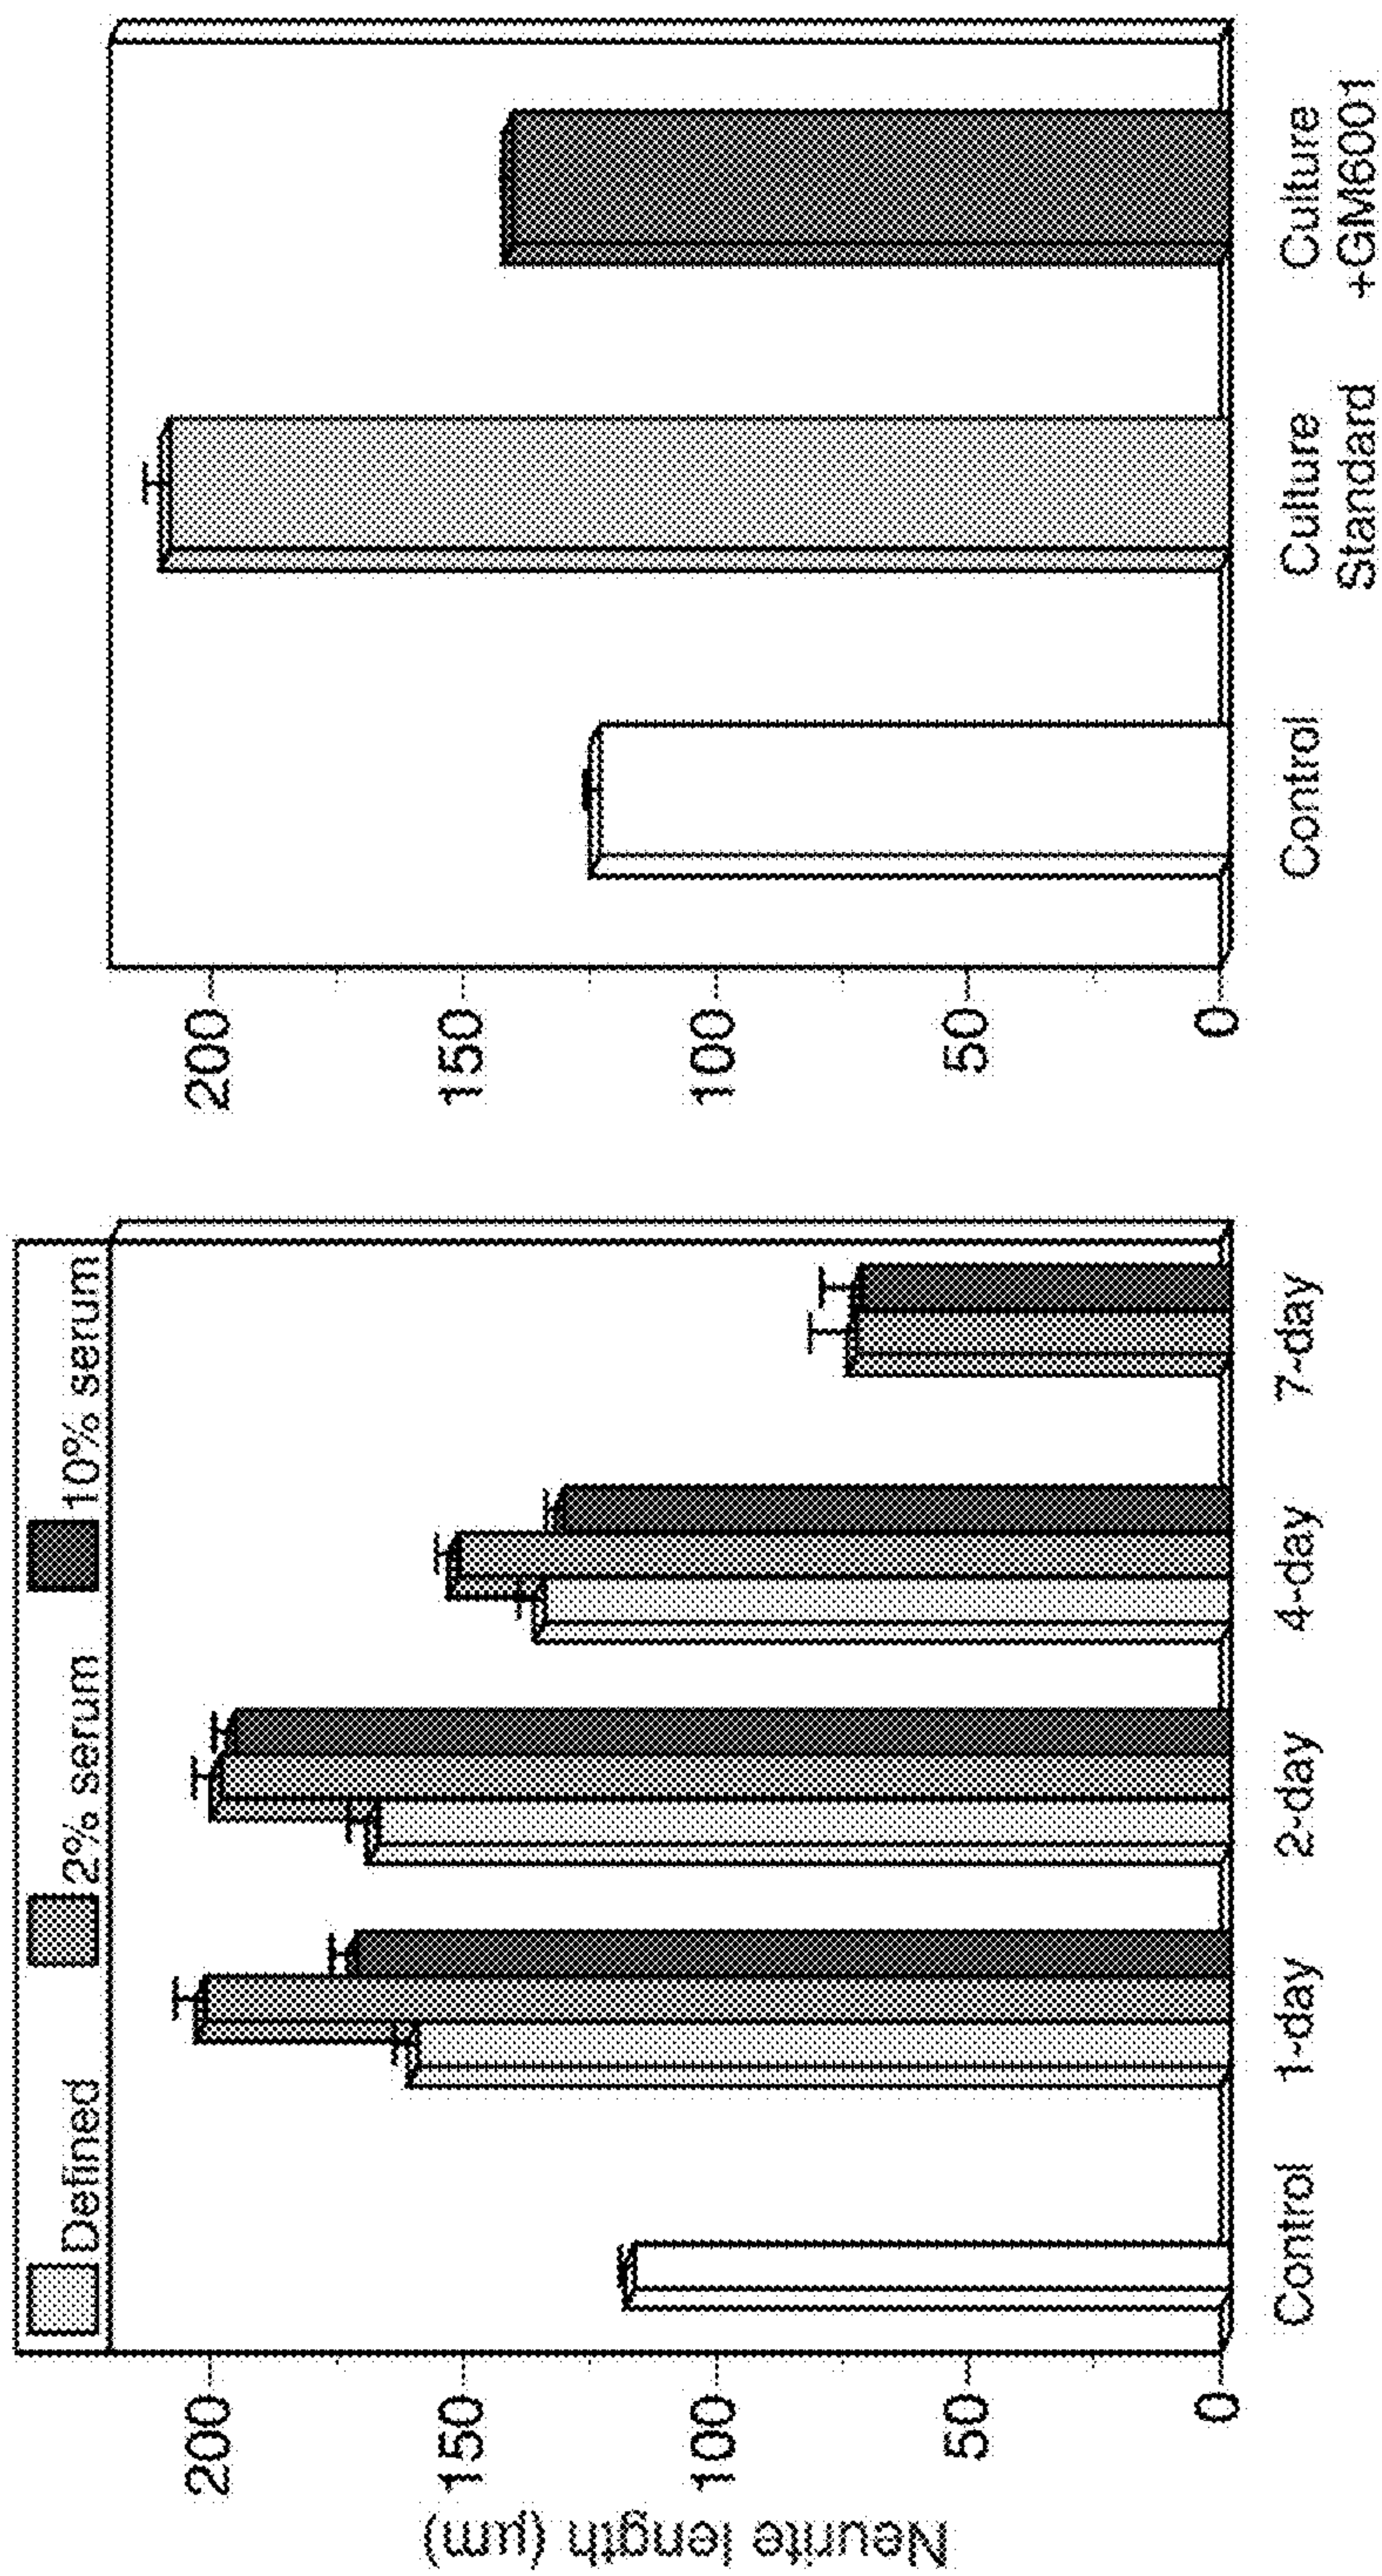 Defined 2% serum 10% serum
Neurite length (μm)
200
150
100
50
0
Control 1-day 2-day 4-day 7-day
200
150
100
50
0
Control Culture Culture
Standard +GM6001